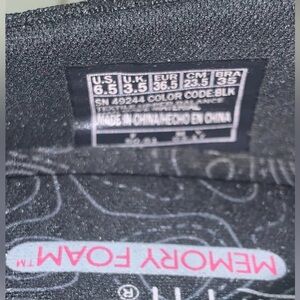 U.S. U.K. EUR CM BRA
6.5 3.5 36.5 23.5 35
SN 49244 COLOR CODE:BLK
MADE IN CHINA/HECHO EN CHINA
MEMORY FOAM™
®